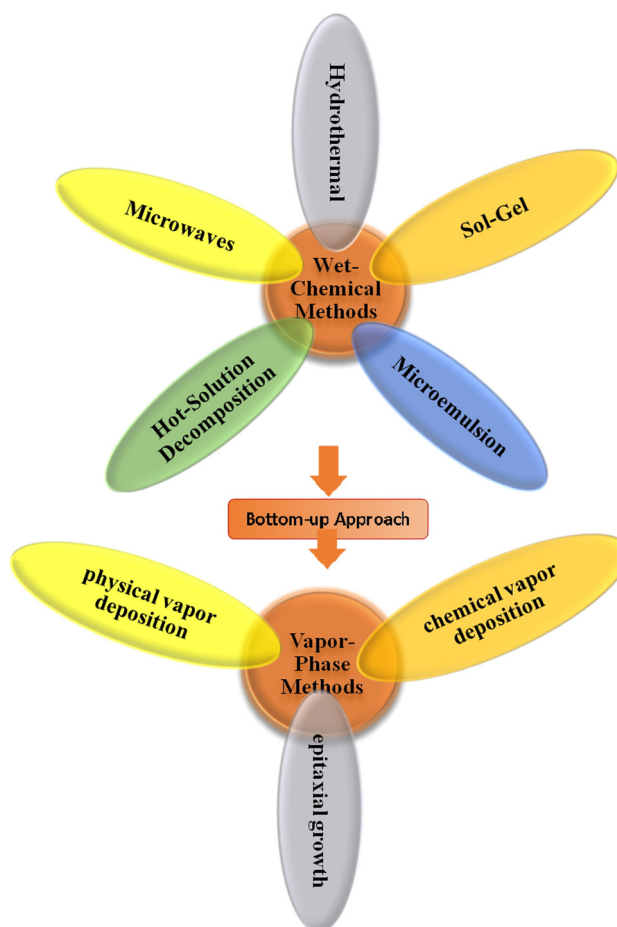 Hydrothermal
Microwaves
Sol-Gel
Wet-
Chemical
Methods
Hot-Solution
Decomposition
Microemulsion
Bottom-up Approach
physical vapor
deposition
chemical vapor
deposition
Vapor-
Phase
Methods
epitaxial growth